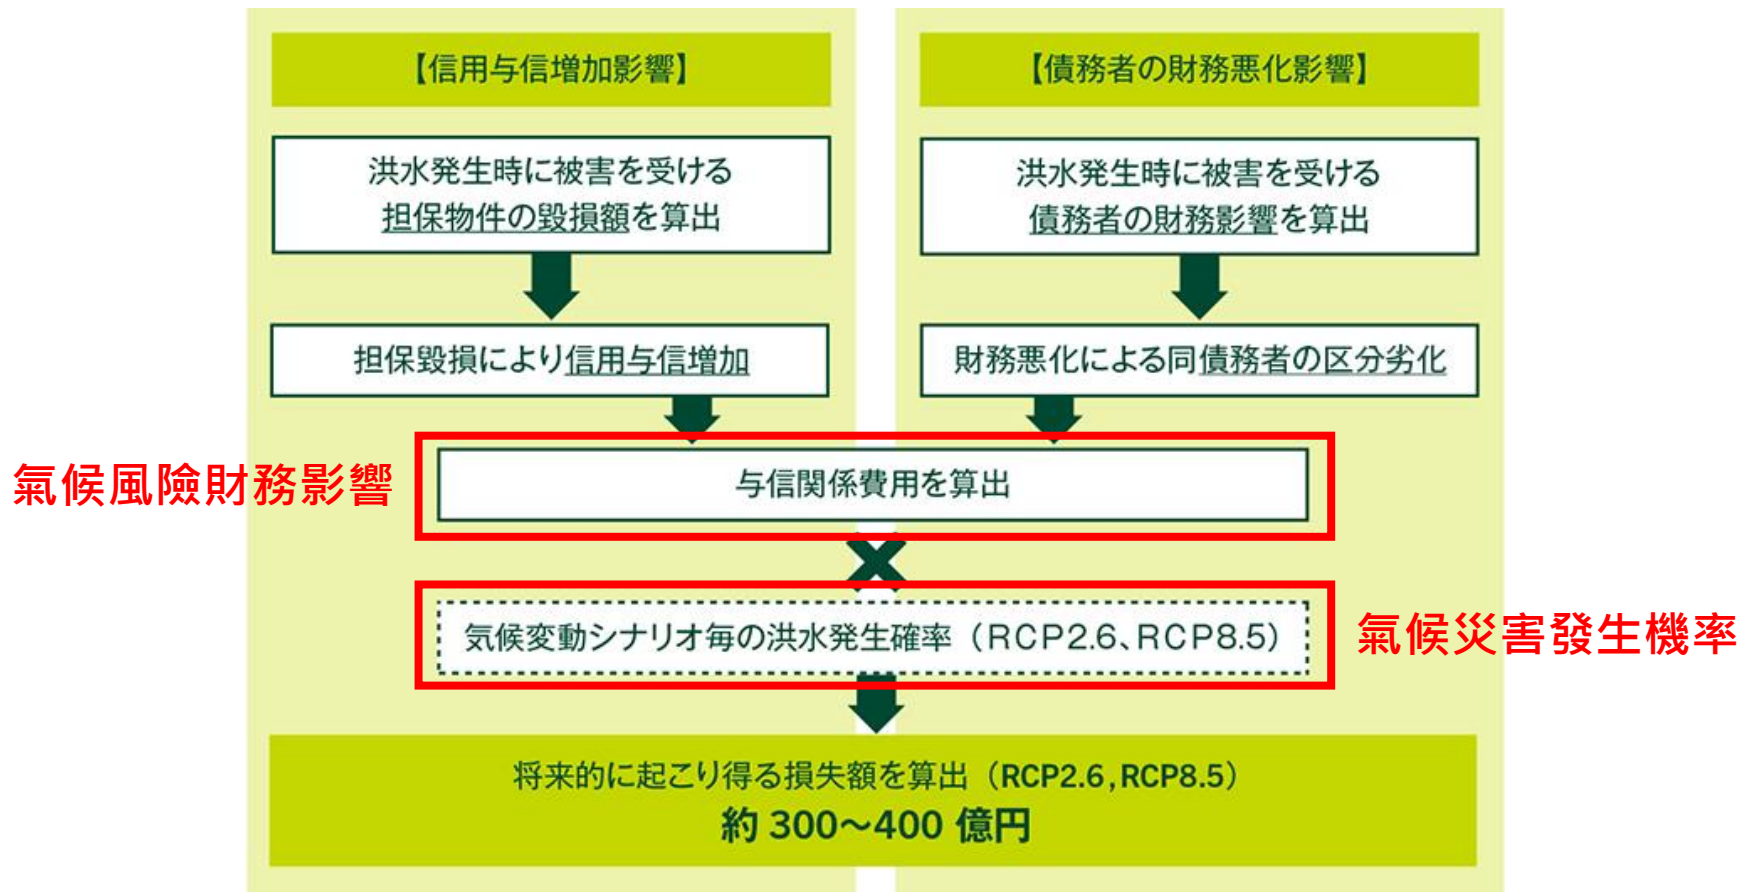 【信用与信増加影響】
洪水発生時に被害を受ける
担保物件の毀損額を算出
担保毀損により信用与信増加
【債務者の財務悪化影響】
洪水発生時に被害を受ける
債務者の財務影響を算出
財務悪化による同債務者の区分劣化
氣候風險財務影響
与信関係費用を算出
気候変動シナリオ毎の洪水発生確率（RCP2.6、RCP8.5）
氣候災害發生機率
将来的に起こり得る損失額を算出（RCP2.6,RCP8.5）
約 300〜400 億円